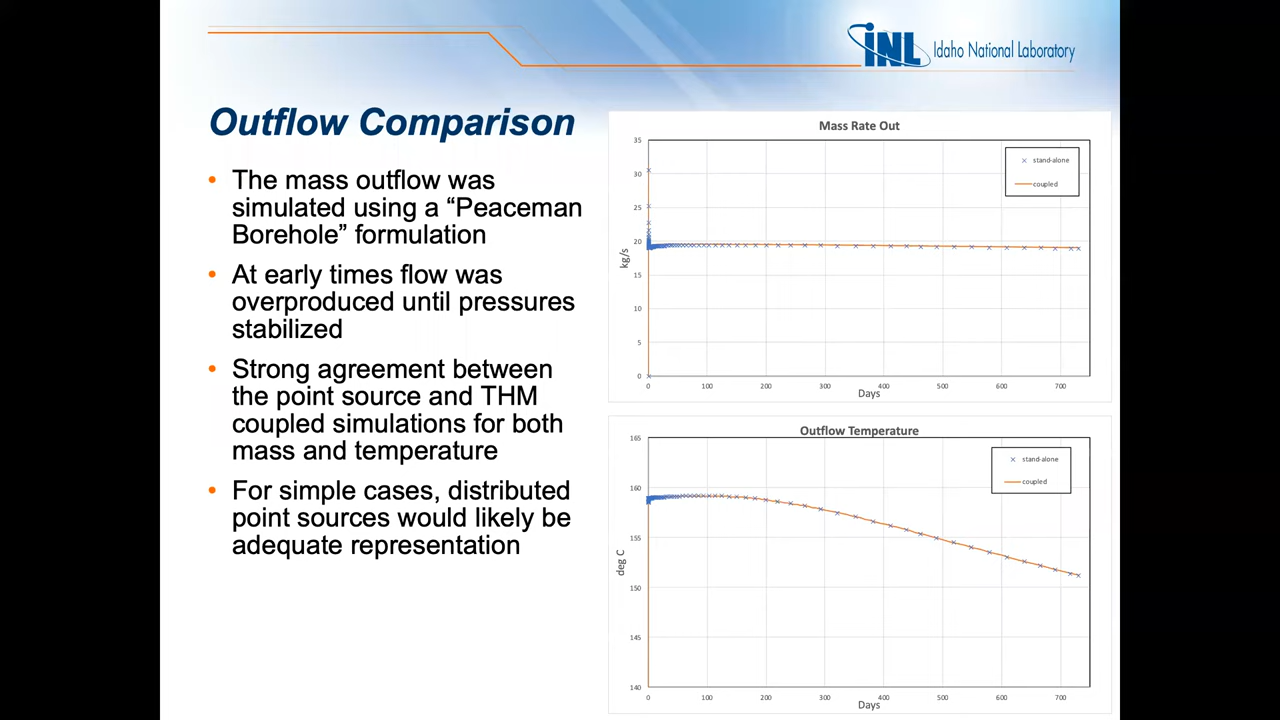 INL Idaho National Laboratory
Outflow Comparison
• The mass outflow was
simulated using a “Peaceman
Borehole” formulation
• At early times flow was
overproduced until pressures
stabilized
• Strong agreement between
the point source and THM
coupled simulations for both
mass and temperature
• For simple cases, distributed
point sources would likely be
adequate representation
Mass Rate Out
35
30
25
20
15
10
5
0
kg/s
stand-alone
coupled
0 100 200 300 400 500 600 700
Days
Outflow Temperature
165
160
155
150
145
140
deg C
stand-alone
coupled
0 100 200 300 400 500 600 700
Days